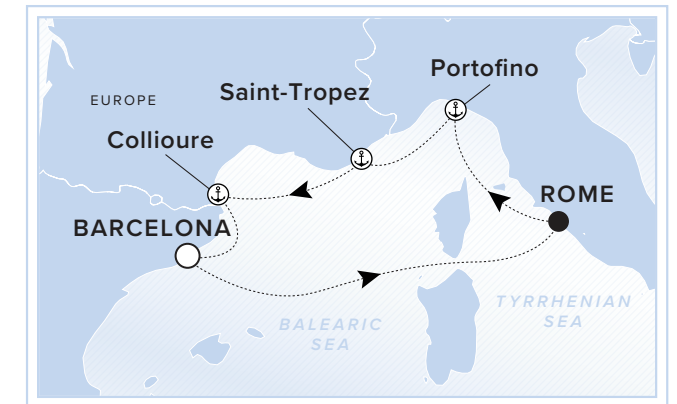 Portofino
Saint-Tropez
EUROPE
Collioure
ROME
BARCELONA
TYRRHENIAN
SEA
BALEARIC
SEA